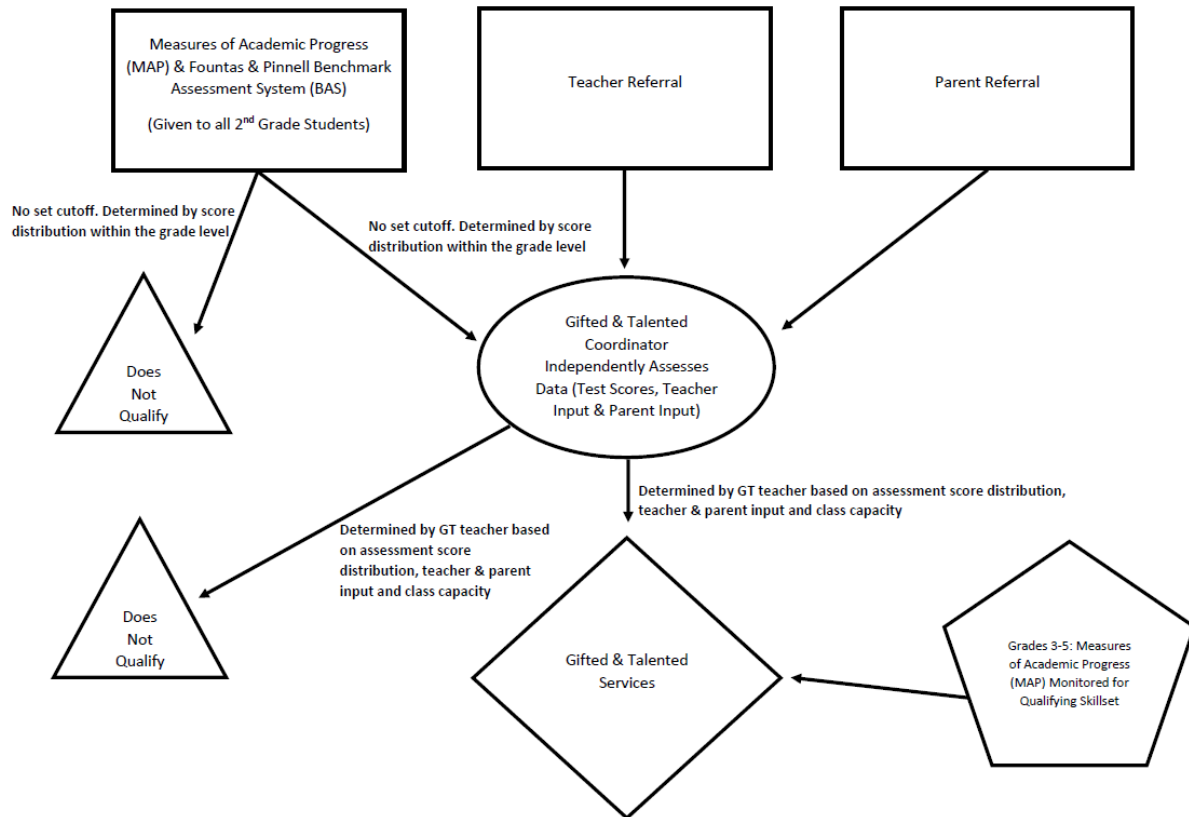 Measures of Academic Progress
(MAP) & Fountas & Pinnell Benchmark
Assessment System (BAS)
(Given to all 2nd Grade Students)
Teacher Referral
Parent Referral
No set cutoff. Determined by score
distribution within the grade level
No set cutoff. Determined by score
distribution within the grade level
Does
Not
Qualify
Gifted & Talented
Coordinator
Independently Assesses
Data (Test Scores, Teacher
Input & Parent Input)
Determined by GT teacher based on assessment score distribution,
teacher & parent input and class capacity
Determined by GT teacher based
on assessment score
distribution, teacher & parent
input and class capacity
Does
Not
Qualify
Gifted & Talented
Services
Grades 3-5: Measures
of Academic Progress
(MAP) Monitored for
Qualifying Skillset